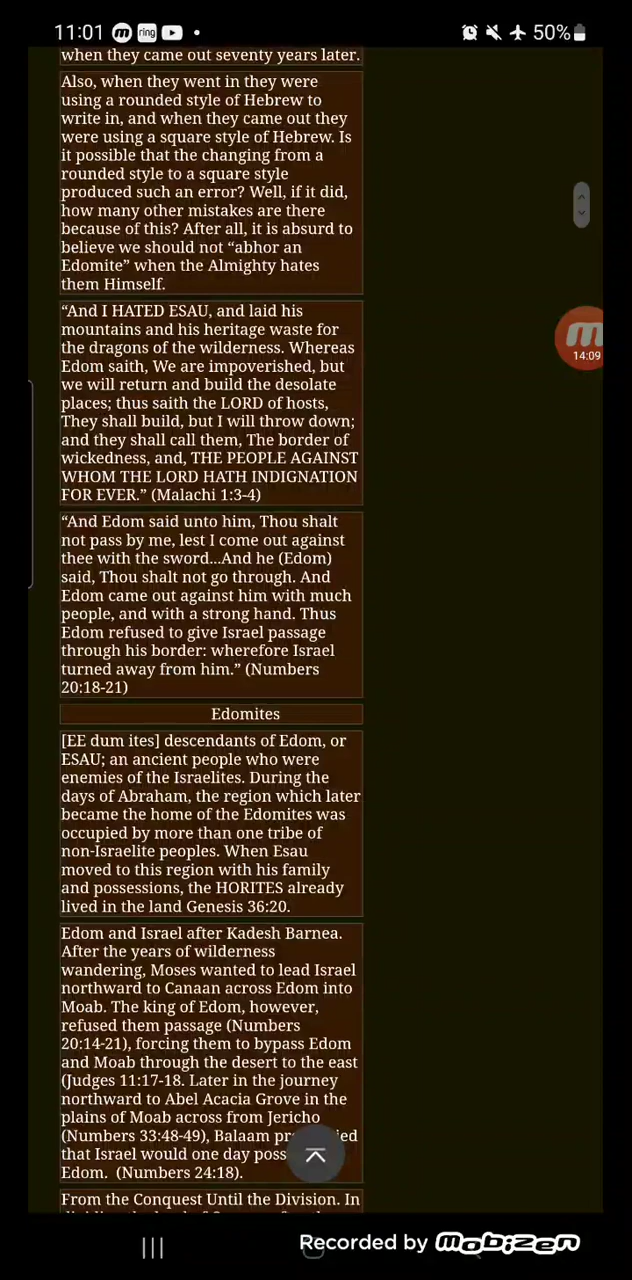 11:01 m ring 50%
when they came out seventy years later.
Also, when they went in they were
using a rounded style of Hebrew to
write in, and when they came out they
were using a square style of Hebrew. Is
it possible that the changing from a
rounded style to a square style
produced such an error? Well, if it did,
how many other mistakes are there
because of this? After all, it is absurd to
believe we should not “abhor an
Edomite” when the Almighty hates
them Himself.
“And I HATED ESAU, and laid his
mountains and his heritage waste for
the dragons of the wilderness. Whereas
Edom saith, We are impoverished, but
we will return and build the desolate
places; thus saith the LORD of hosts,
They shall build, but I will throw down;
and they shall call them, The border of
wickedness, and, THE PEOPLE AGAINST
WHOM THE LORD HATH INDIGNATION
FOR EVER.” (Malachi 1:3-4)
m
14:09
“And Edom said unto him, Thou shalt
not pass by me, lest I come out against
thee with the sword...And he (Edom)
said, Thou shalt not go through. And
Edom came out against him with much
people, and with a strong hand. Thus
Edom refused to give Israel passage
through his border: wherefore Israel
turned away from him.” (Numbers
20:18-21)
Edomites
[EE dum ites] descendants of Edom, or
ESAU; an ancient people who were
enemies of the Israelites. During the
days of Abraham, the region which later
became the home of the Edomites was
occupied by more than one tribe of
non-Israelite peoples. When Esau
moved to this region with his family
and possessions, the HORITES already
lived in the land Genesis 36:20.
Edom and Israel after Kadesh Barnea.
After the years of wilderness
wandering, Moses wanted to lead Israel
northward to Canaan across Edom into
Moab. The king of Edom, however,
refused them passage (Numbers
20:14-21), forcing them to bypass Edom
and Moab through the desert to the east
(Judges 11:17-18. Later in the journey
northward to Abel Acacia Grove in the
plains of Moab across from Jericho
(Numbers 33:48-49), Balaam
that Israel would one day
Edom. (Numbers 24:18).
From the Conquest Until the Division. In
Recorded by Mobizen